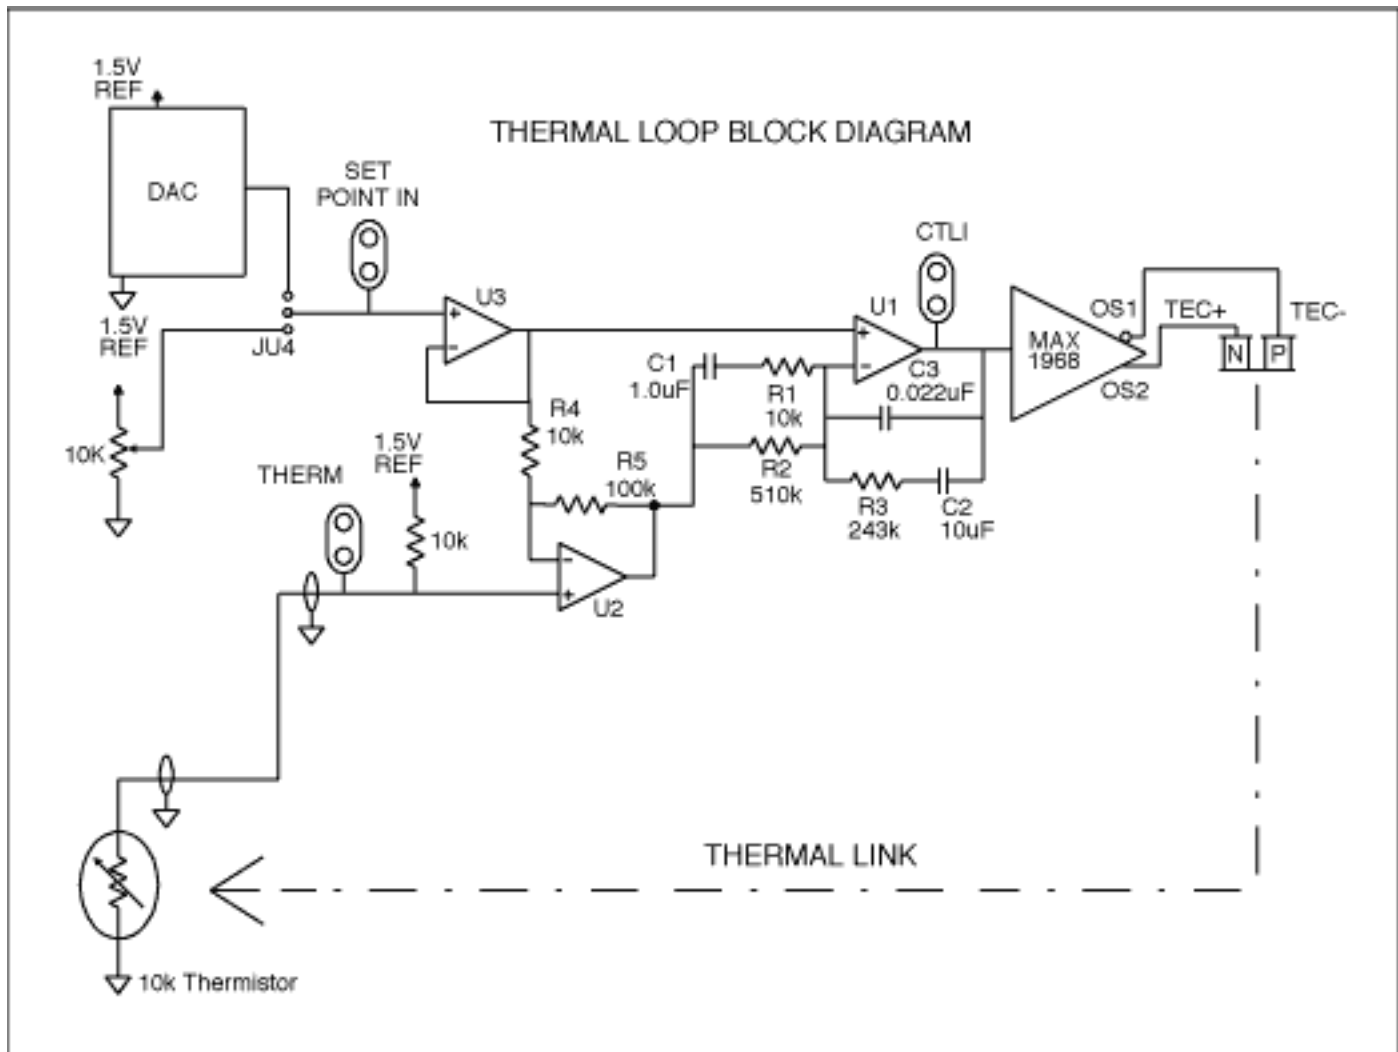 1.5V
REF
THERMAL LOOP BLOCK DIAGRAM
DAC
SET
POINT IN
CTLI
1.5V
REF
JU4
+
-
U3
U1
+
-
OS1
TEC+
TEC-
MAX
1968
N
P
OS2
C1
1.0uF
R1
10k
C3
0.022uF
R4
10k
10K
1.5V
REF
THERM
R5
100k
R2
510k
R3
243k
C2
10uF
10k
-
+
U2
THERMAL LINK
10k Thermistor